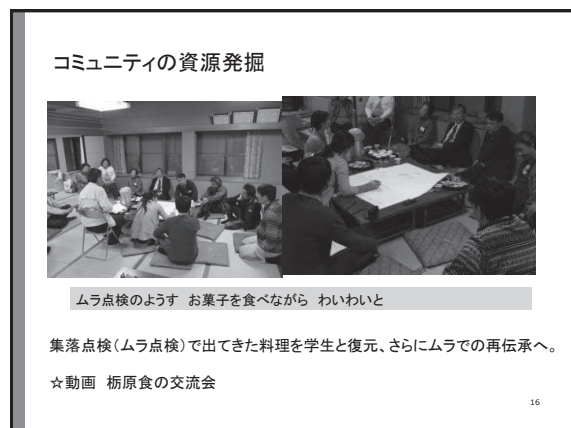 コミュニティの資源発掘
ムラ点検のようす お菓子を食べながら わいわいと
集落点検（ムラ点検）で出てきた料理を学生と復元、さらにムラでの再伝承へ。
☆動画 栃原食の交流会
16